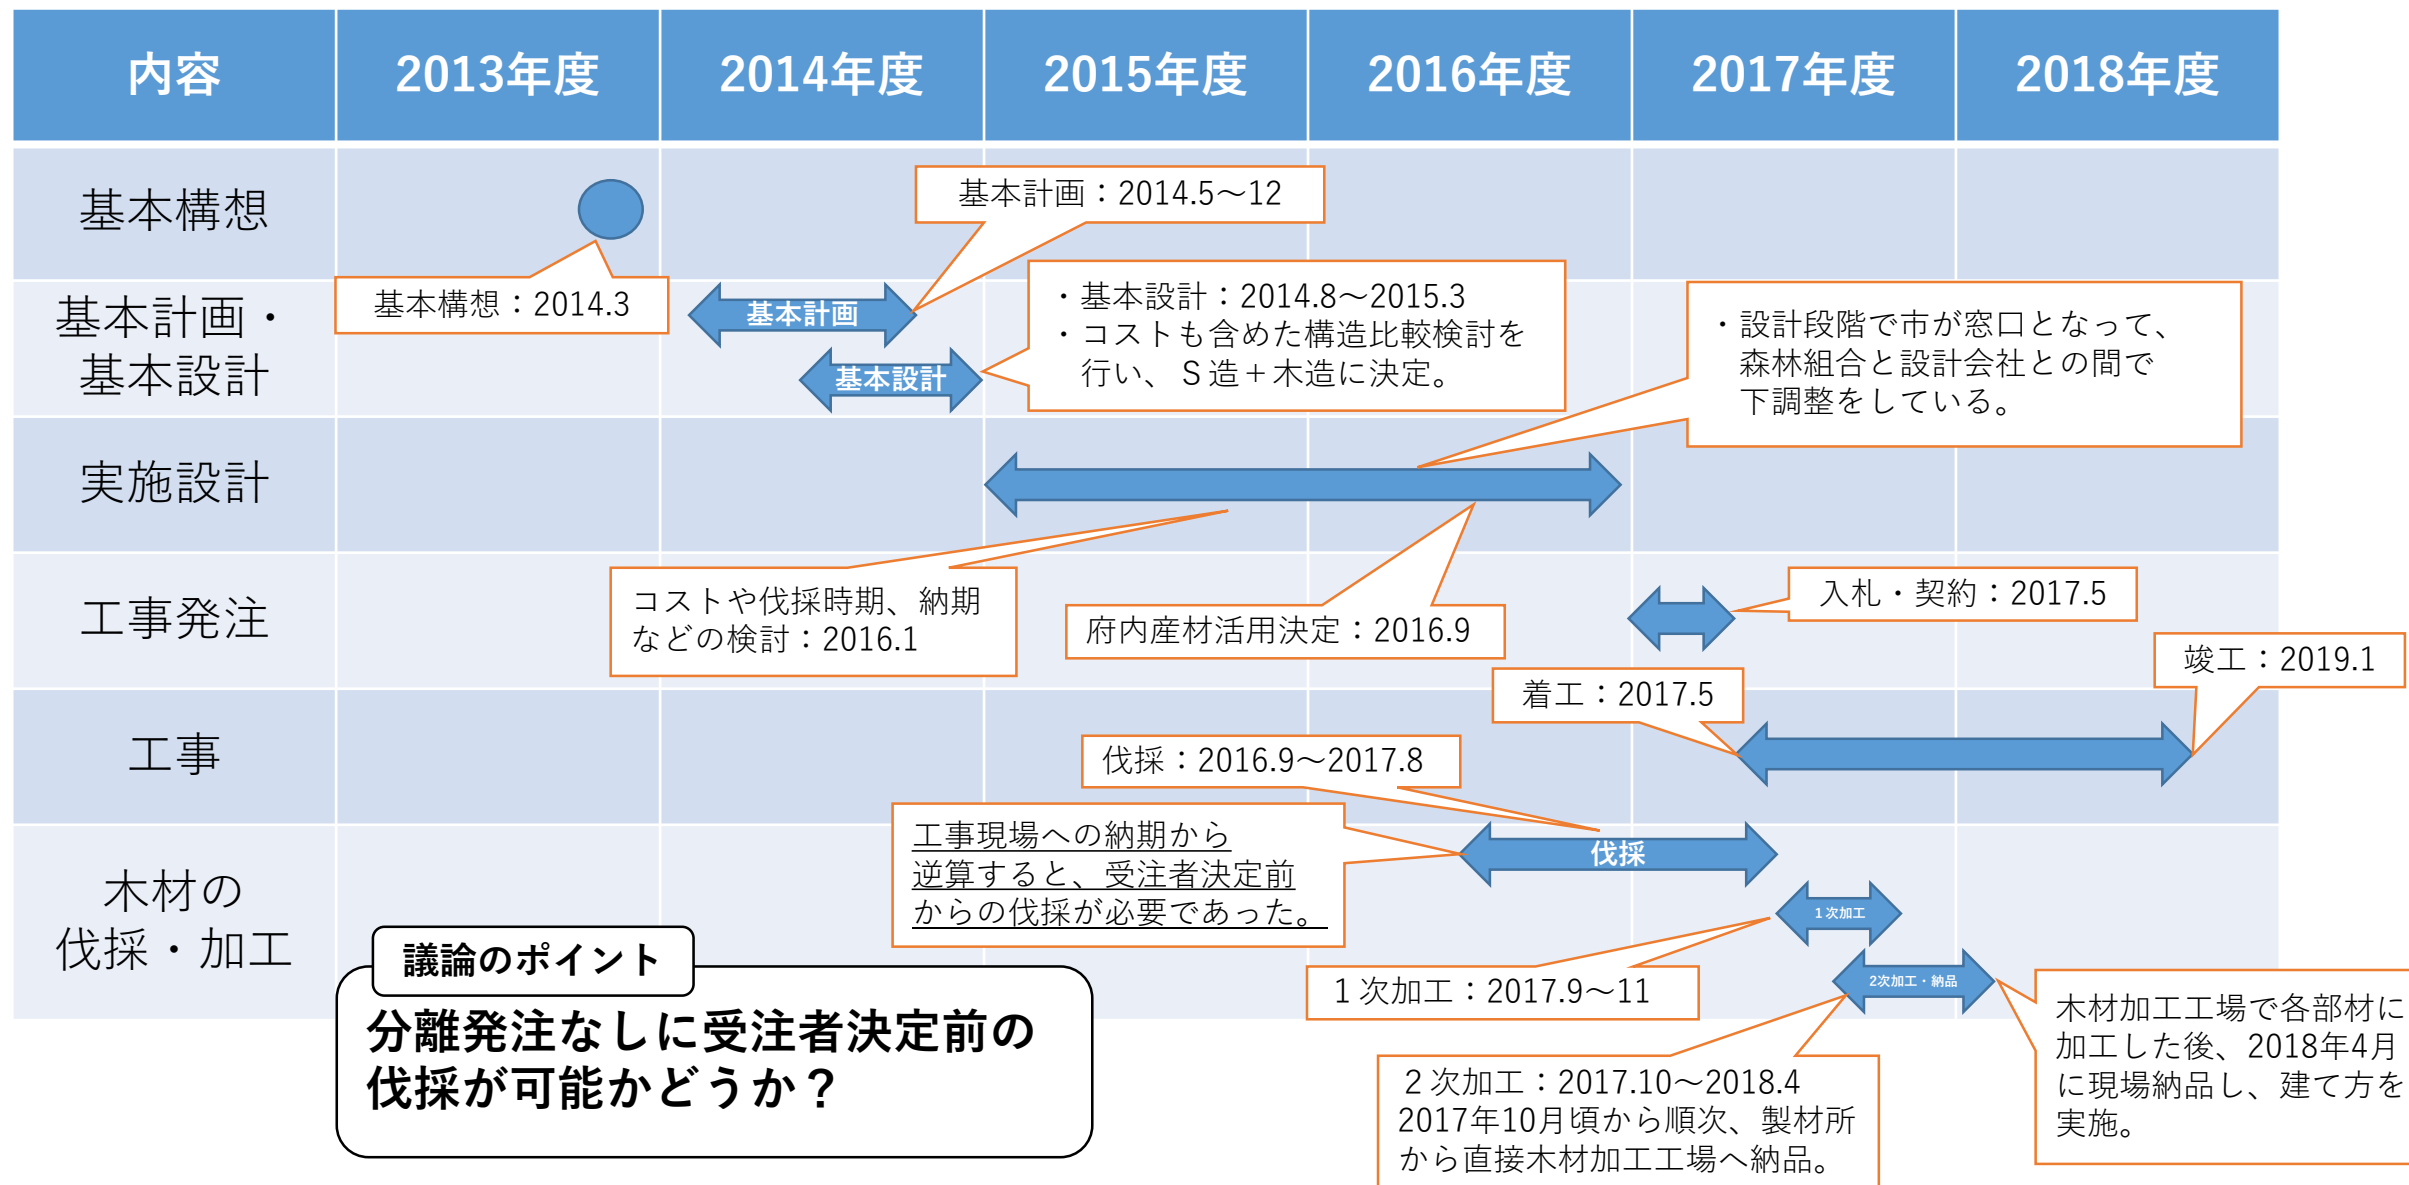 内容
2013年度
2014年度
2015年度
2016年度
2017年度
2018年度
基本構想
基本構想：2014.3
基本計画：2014.5～12
基本計画・
基本設計
基本計画
基本設計
・基本設計：2014.8～2015.3
・コストも含めた構造比較検討を
行い、Ｓ造＋木造に決定。
・設計段階で市が窓口となって、
森林組合と設計会社との間で
下調整をしている。
実施設計
コストや伐採時期、納期
などの検討：2016.1
府内産材活用決定：2016.9
工事発注
入札・契約：2017.5
工事
着工：2017.5
竣工：2019.1
木材の
伐採・加工
伐採：2016.9～2017.8
工事現場への納期から
逆算すると、受注者決定前
からの伐採が必要であった。
伐採
１次加工
2次加工・納品
１次加工：2017.9～11
２次加工：2017.10～2018.4
2017年10月頃から順次、製材所
から直接木材加工工場へ納品。
木材加工工場で各部材に
加工した後、2018年4月
に現場納品し、建て方を
実施。
議論のポイント
分離発注なしに受注者決定前の
伐採が可能かどうか？